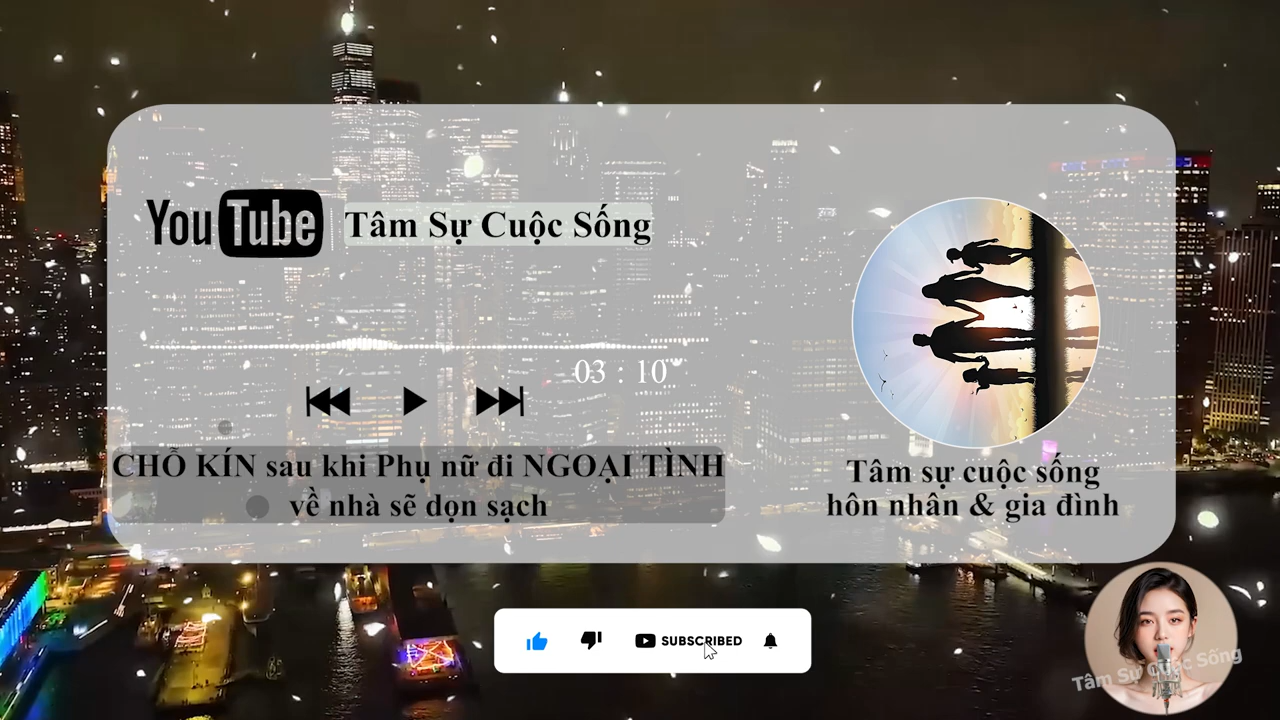 YouTube
Tâm Sự Cuộc Sống
03 : 10
CHỖ KÍN sau khi Phụ nữ đi NGOẠI TÌNH
về nhà sẽ dọn sạch
Tâm sự cuộc sống
hôn nhân & gia đình
SUBSCRIBED
Tâm Sự Cuộc Sống